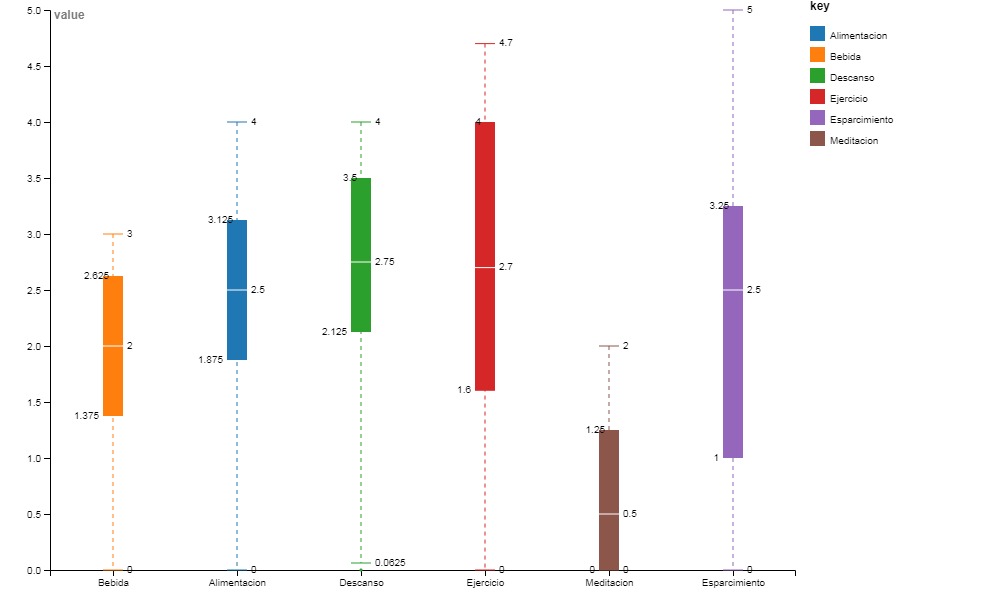 value
5.0
4.5
4.0
3.5
3.0
2.5
2.0
1.5
1.0
0.5
0.0
3
2.625
2
1.375
0
4
3.125
2.5
1.875
0
4
3.5
2.75
2.125
0.0625
4.7
4
2.7
1.6
0
2
1.25
0.5
0
0
5
3.25
2.5
1
0
Bebida
Alimentacion
Descanso
Ejercicio
Meditacion
Esparcimiento
key
Alimentacion
Bebida
Descanso
Ejercicio
Esparcimiento
Meditacion